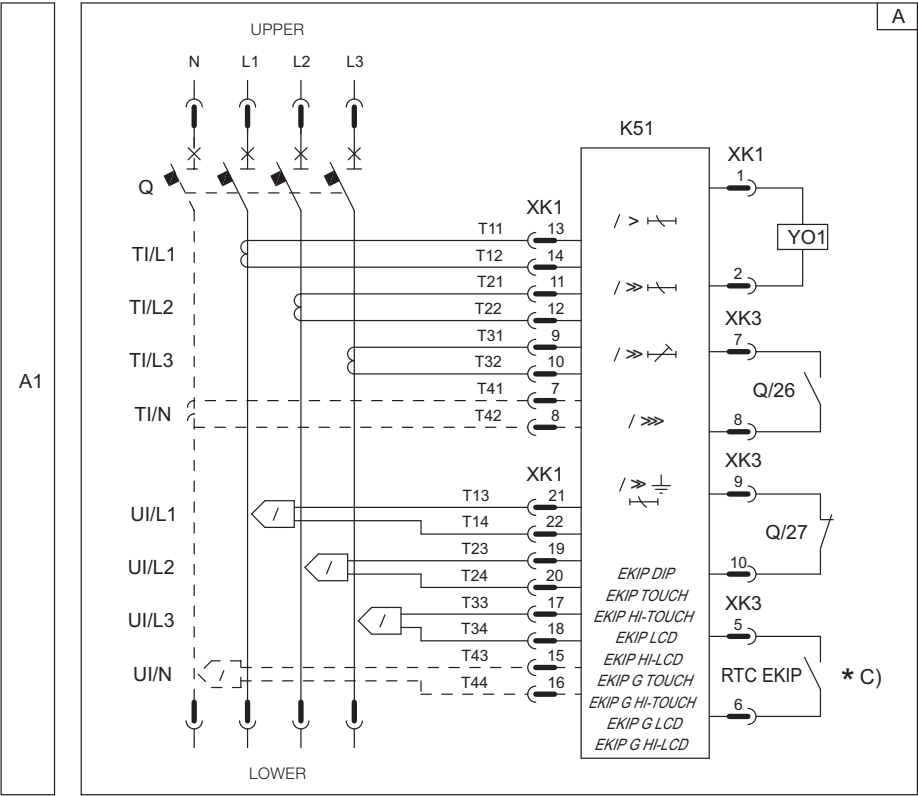 A
A1
UPPER
N L1 L2 L3
Q
K51
XK1
1
YO1
2
XK1
TI/L1 T11 13
T12 14
TI/L2 T21 11
T22 12
TI/L3 T31 9
T32 10
TI/N T41 7
T42 8
/ >
/ >>
/ >>
/ >>>
/ >>
XK3
7
Q/26
8
XK3
9
Q/27
10
XK3
5
RTC EKIP * C)
6
XK1
UI/L1 T13 21
T14 22
UI/L2 T23 19
T24 20
UI/L3 T33 17
T34 18
UI/N T43 15
T44 16
/
/
/
/
EKIP DIP
EKIP TOUCH
EKIP HI-TOUCH
EKIP LCD
EKIP HI-LCD
EKIP G TOUCH
EKIP G HI-TOUCH
EKIP G LCD
EKIP G HI-LCD
LOWER